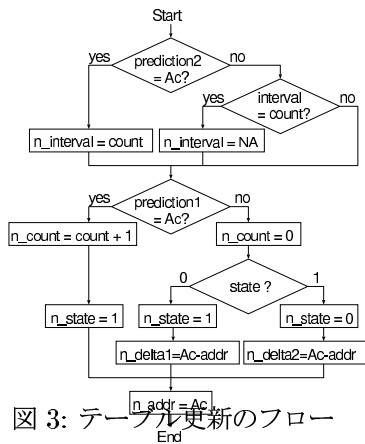 Start
prediction2
= Ac?
yes
no
interval
= count?
yes
no
n_interval = count
n_interval = NA
prediction1
= Ac?
yes
no
n_count = count + 1
n_count = 0
state ?
0
1
n_state = 1
n_state = 1
n_state = 0
n_delta1=Ac-addr
n_delta2=Ac-addr
n_addr = Ac
図 3: テーブル更新のフロー
End